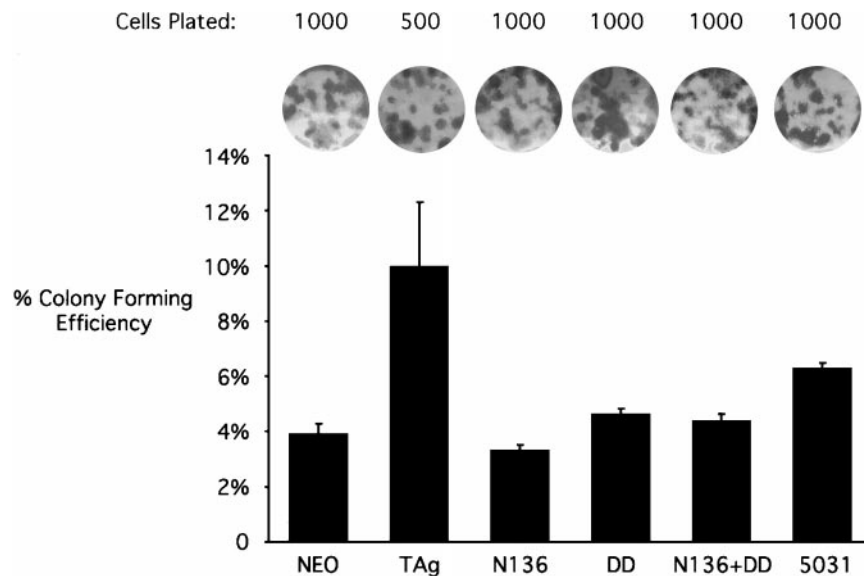 Cells Plated: 1000 500 1000 1000 1000 1000
14%
12%
10%
8%
6%
4%
2%
0
% Colony Forming
Efficiency
NEO TAg N136 DD N136+DD 5031